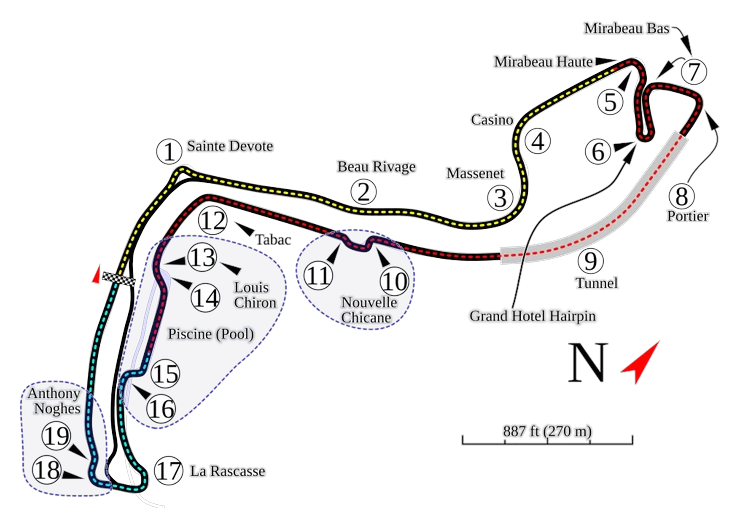 Mirabeau Bas
Mirabeau Haute
7
5
Casino
4
6
1
Sainte Devote
Beau Rivage
2
Massenet
3
8
Portier
12
Tabac
13
11
10
9
Tunnel
14
Louis
Chiron
Nouvelle
Chicane
Grand Hotel Hairpin
Piscine (Pool)
N
15
16
Anthony
Noghes
19
18
17
La Rascasse
887 ft (270 m)